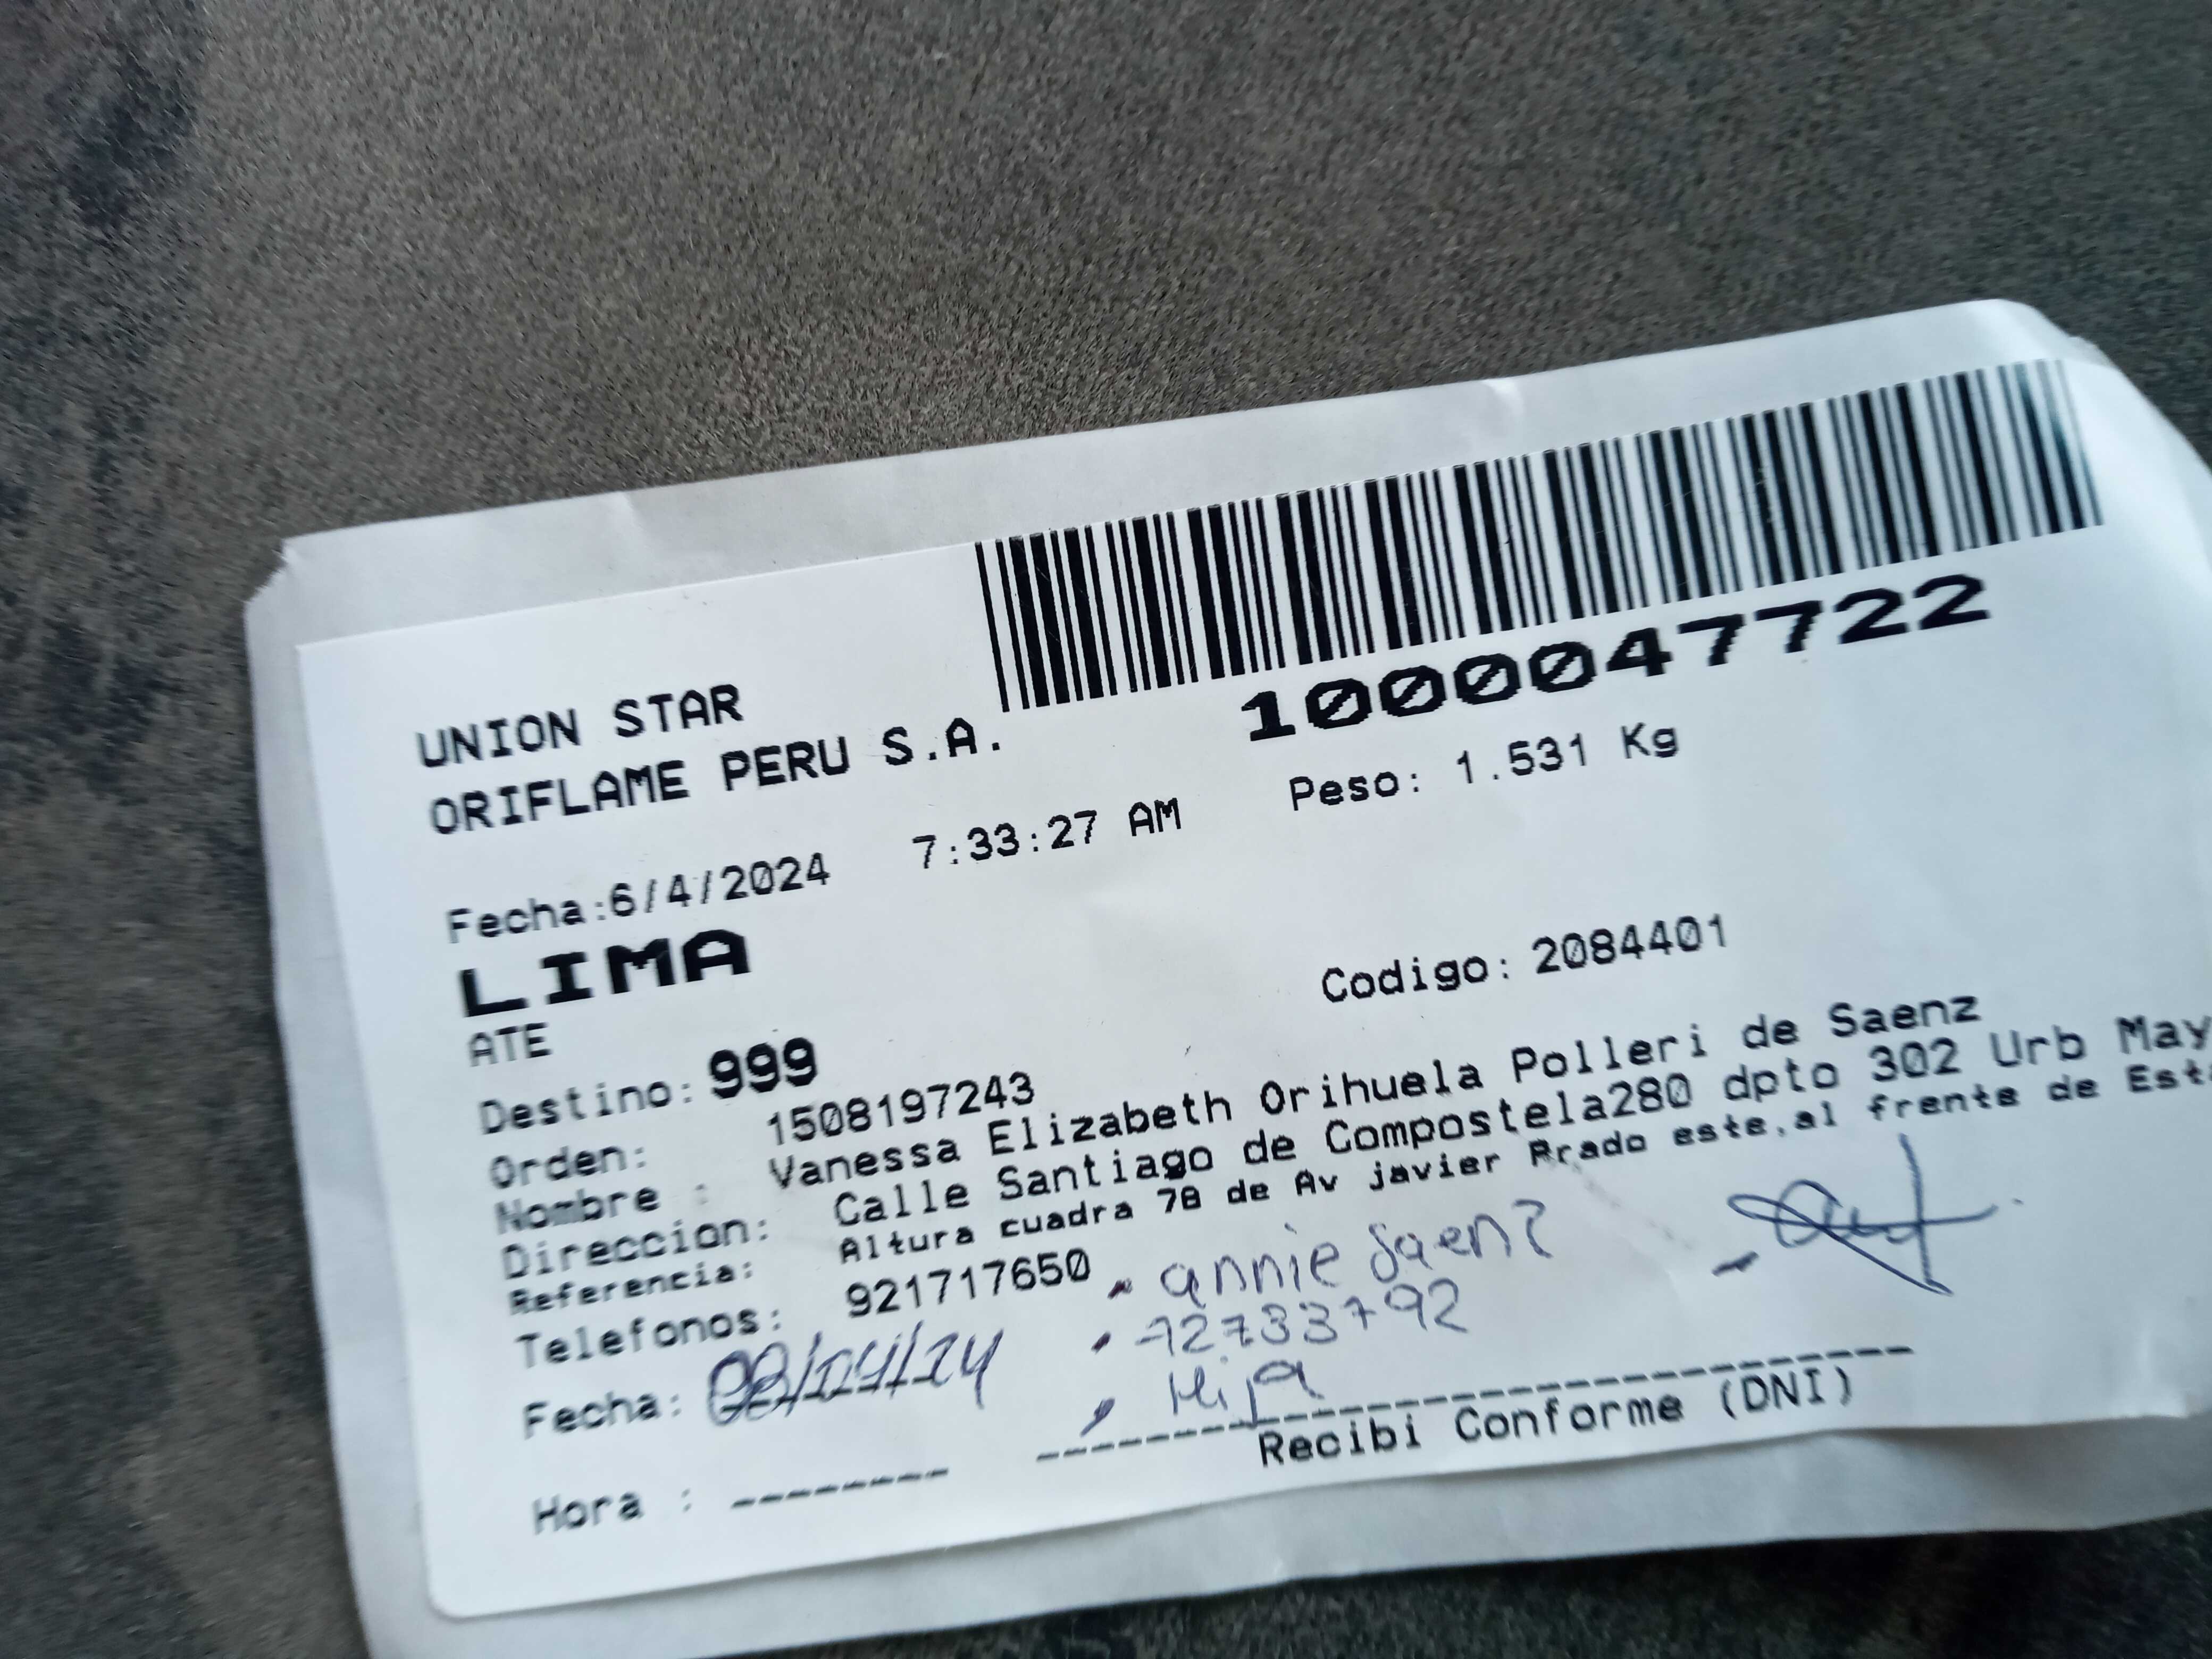 UNION STAR
ORIFLAME PERU S.A.
1000047722
Fecha:6/4/2024 7:33:27 AM Peso: 1.531 Kg
LIMA
ATE Codigo: 2084401
Destino: 999
Orden: 1508197243
Nombre : Vanessa Elizabeth Orihuela Polleri de Saenz
Direccion: Calle Santiago de Compostela280 dpto 302 Urb May
Referencia: Altura cuadra 78 de Av javier Prado este,al frente de Est
Telefonos: 921717650 annie Saenz
72733792
Fecha: 08/04/24 Hija
Hora :
Recibi Conforme (DNI)